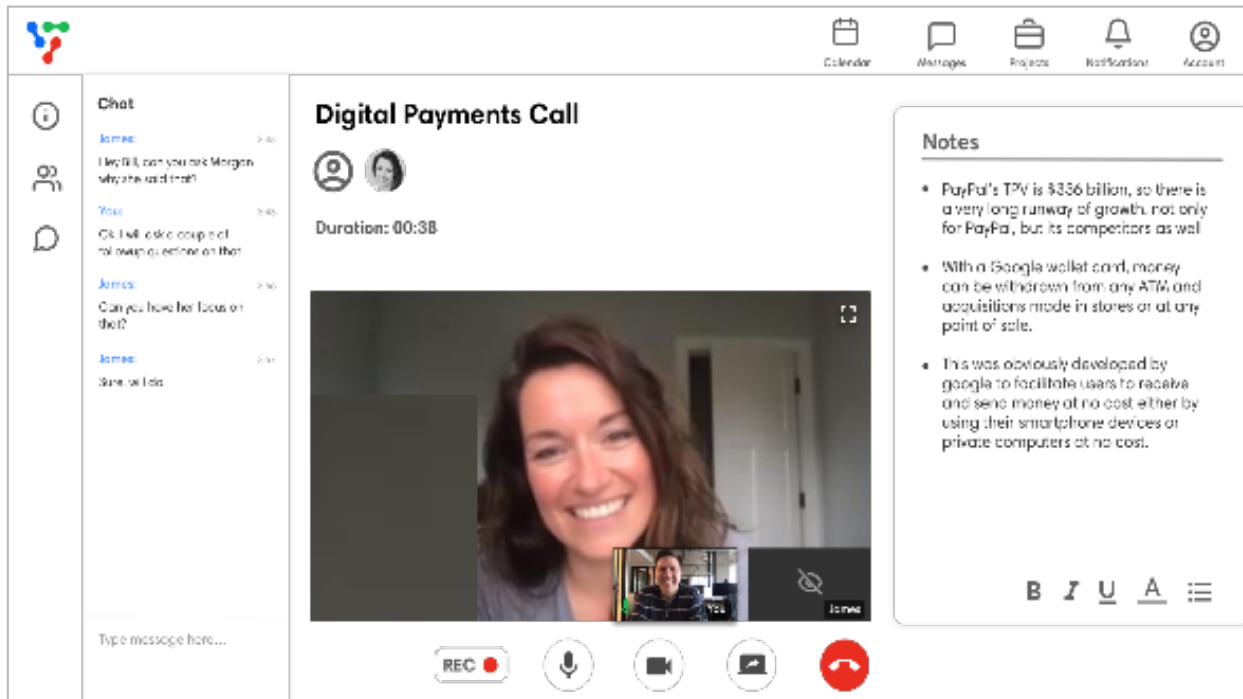 Calendar
Messages
Projects
Notifications
Account
Chat
James:
Hey Bill, can you ask Morgan
why she said that?
You:
Ok, I will ask a couple of
followup questions on that
James:
Can you have her focus on
that?
James:
Sure, will do
Type message here...
Digital Payments Call
Duration: 00:38
You
James
REC
Notes
• PayPal's TPV is $336 billion, so there is
a very long runway of growth, not only
for PayPal, but its competitors as well
• With a Google wallet card, money
can be withdrawn from any ATM and
acquisitions made in stores or at any
point of sale.
• This was obviously developed by
google to facilitate users to receive
and send money at no cost either by
using their smartphone devices or
private computers at no cost.
B I U A